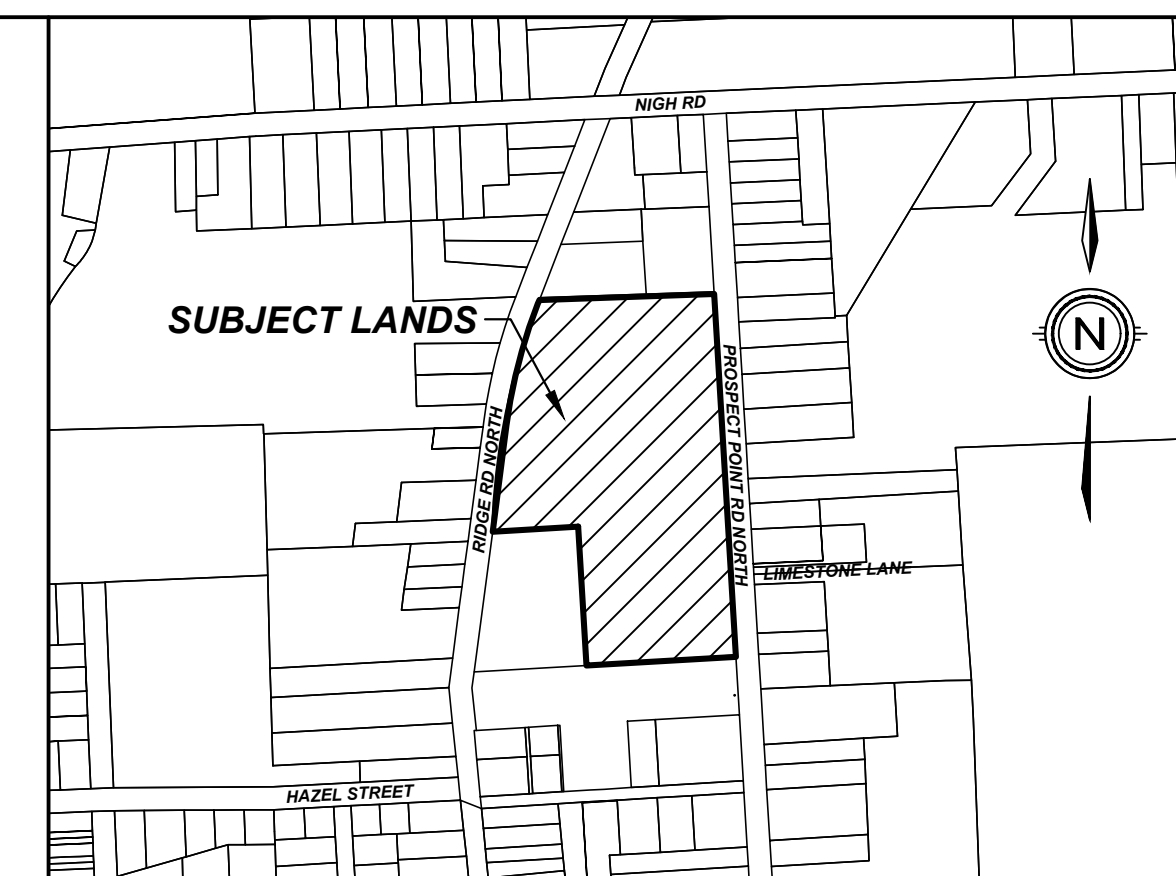 NIGH RD
SUBJECT LANDS
N
PROSPECT POINT RD NORTH
RIDGE RD NORTH
LIMESTONE LANE
HAZEL STREET